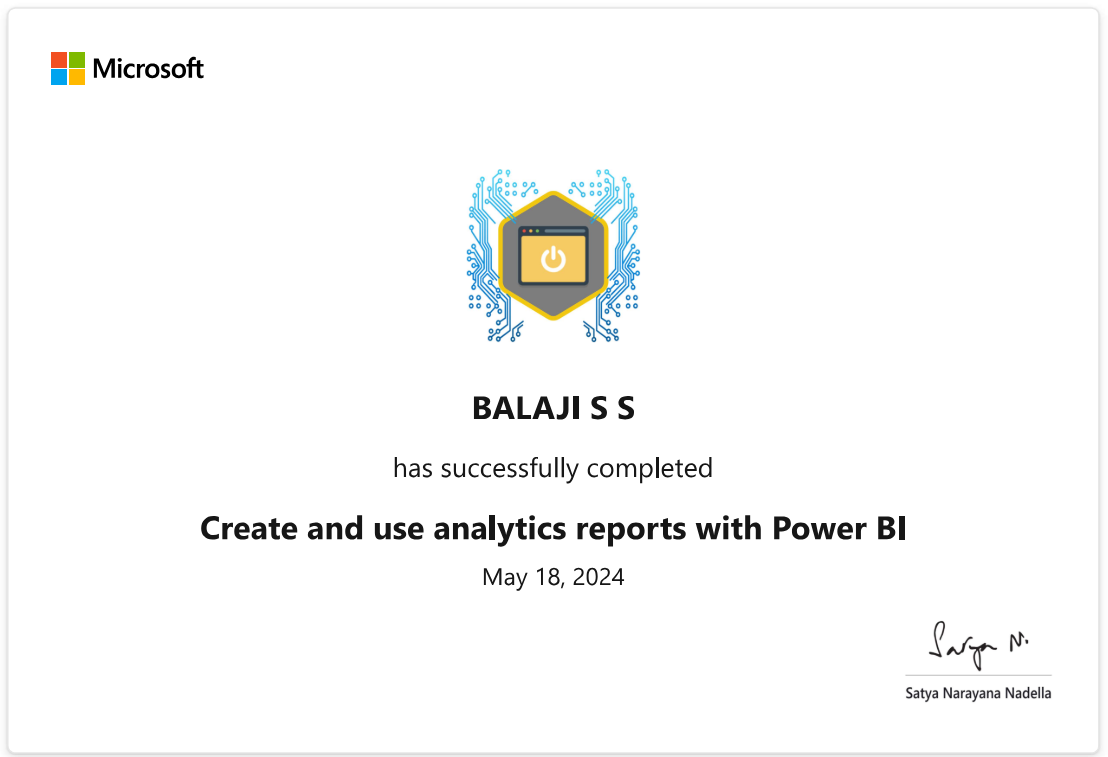 Microsoft
BALAJI S S
has successfully completed
Create and use analytics reports with Power BI
May 18, 2024
Satya N.
Satya Narayana Nadella